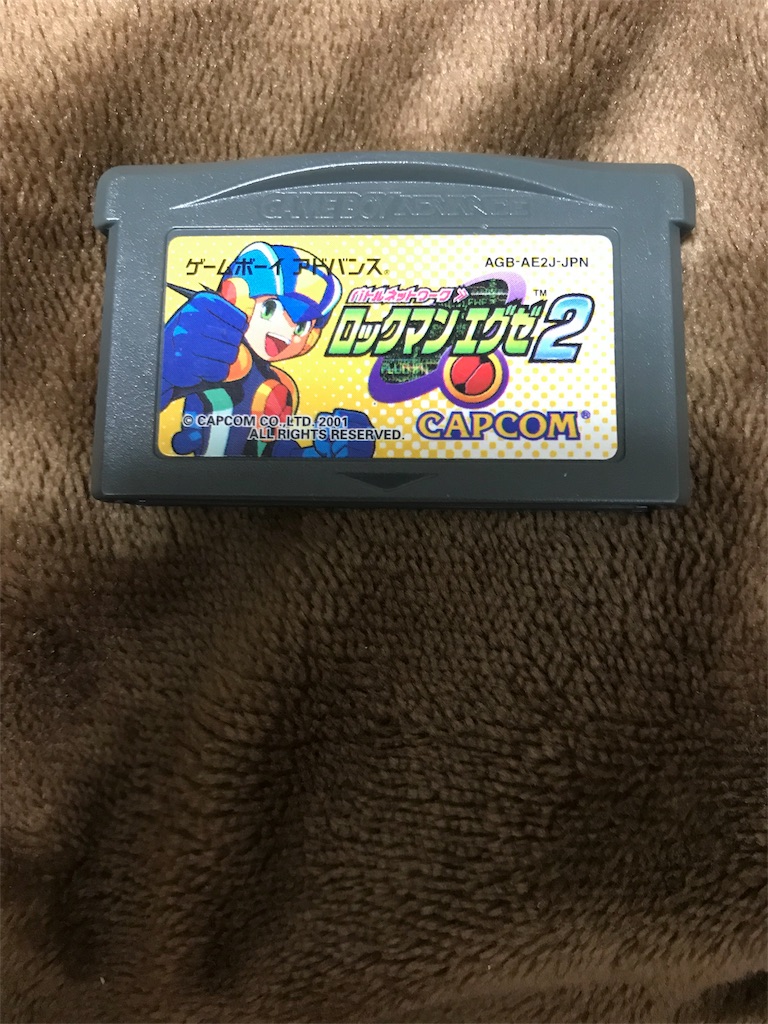 GAME BOY ADVANCE
ゲームボーイ アドバンス®
AGB-AE2J-JPN
バトルネットワーク
ロックマン エグゼ 2™
CAPCOM®
© CAPCOM CO., LTD. 2001
ALL RIGHTS RESERVED.